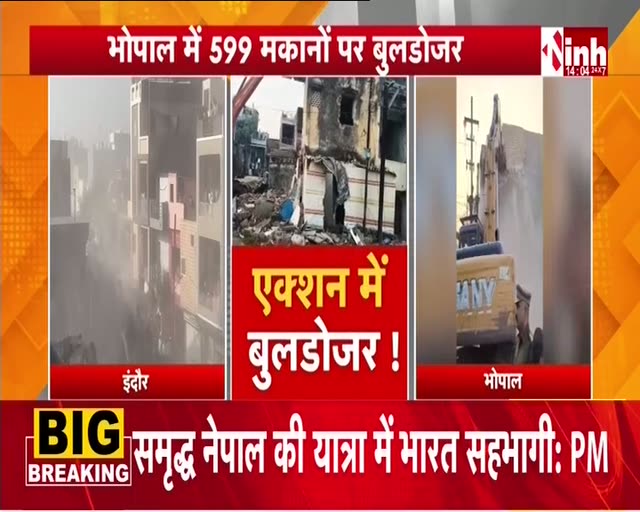 भोपाल में 599 मकानों पर बुलडोजर
inh
24X7
14:04
एक्शन में
बुलडोजर !
इंदौर
भोपाल
SANY
BIG
BREAKING
समृद्ध नेपाल की यात्रा में भारत सहभागी: PM